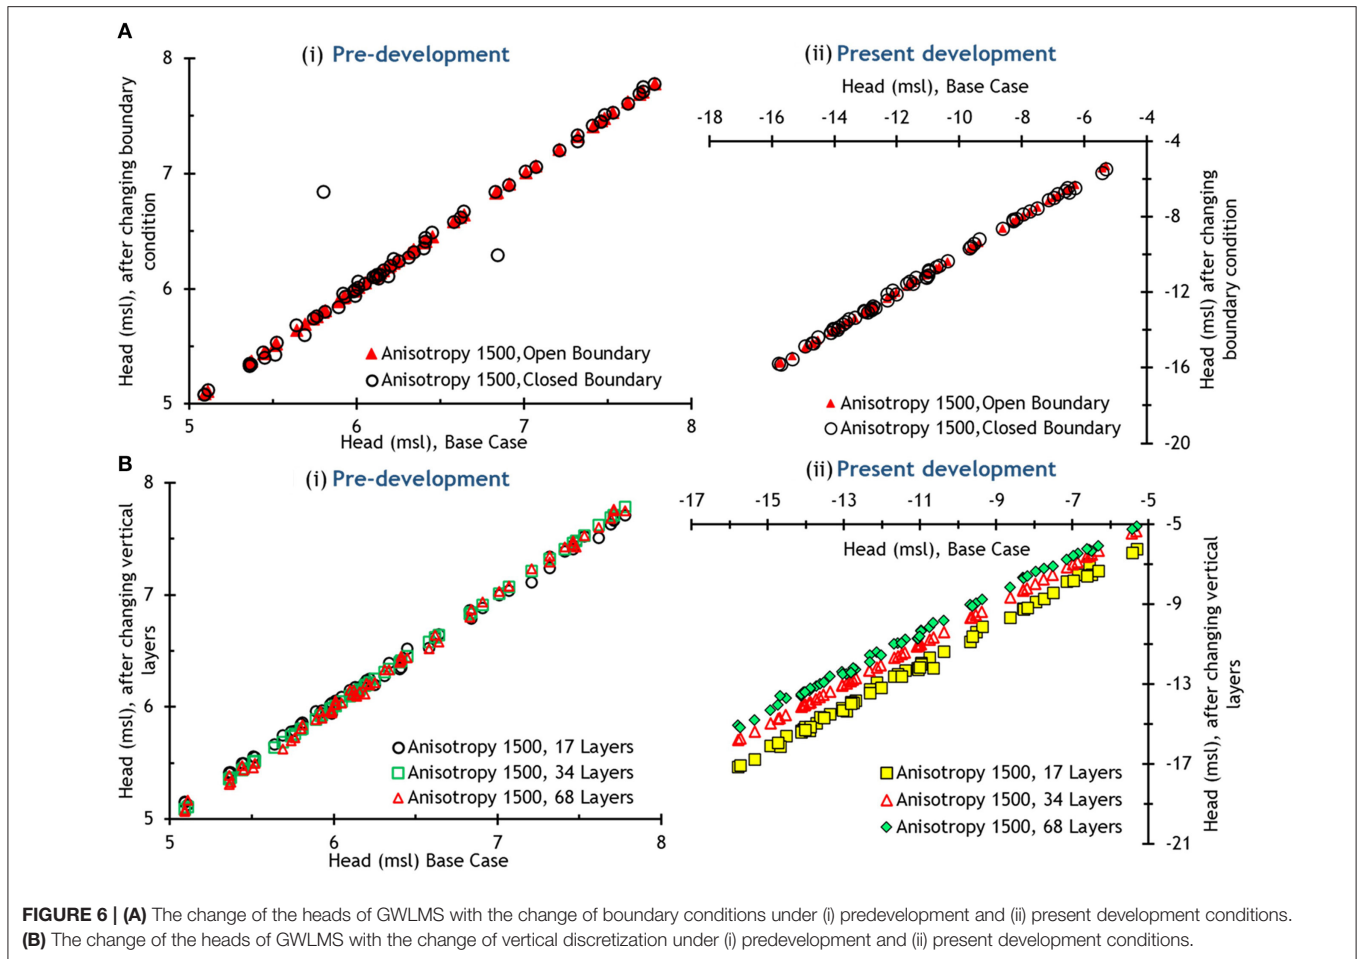 A
(i) Pre-development
8
7
6
5
5
6
7
8
Head (msl), after changing boundary
condition
Head (msl), Base Case
Anisotropy 1500,Open Boundary
Anisotropy 1500,Closed Boundary
(ii) Present development
Head (msl), Base Case
-18 -16 -14 -12 -10 -8 -6 -4
-4
-8
-12
-16
-20
Head (msl) after changing
boundary condition
Anisotropy 1500,Open Boundary
Anisotropy 1500,Closed Boundary
B
(i) Pre-development
8
7
6
5
5
6
7
8
Head (msl), after changing vertical
layers
Head (msl) Base Case
Anisotropy 1500, 17 Layers
Anisotropy 1500, 34 Layers
Anisotropy 1500, 68 Layers
(ii) Present development
-17 -15 -13 -11 -9 -7 -5
Head (msl), Base Case
-5
-9
-13
-17
-21
Head (msl), after changing vertical
layers
Anisotropy 1500, 17 Layers
Anisotropy 1500, 34 Layers
Anisotropy 1500, 68 Layers
FIGURE 6 | (A) The change of the heads of GWLMS with the change of boundary conditions under (i) predevelopment and (ii) present development conditions.
(B) The change of the heads of GWLMS with the change of vertical discretization under (i) predevelopment and (ii) present development conditions.